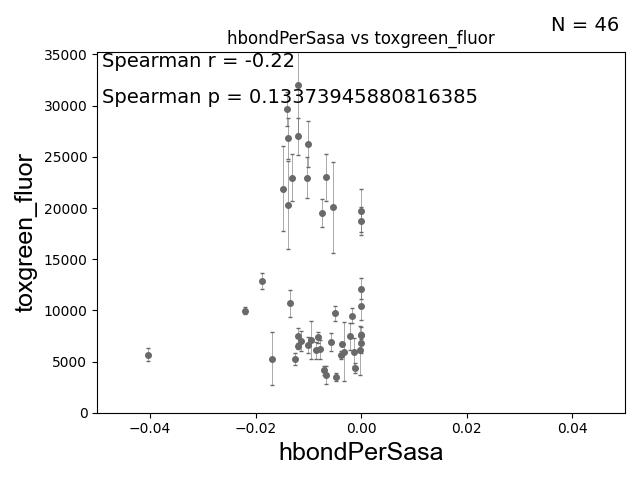 N = 46
hbondPerSasa vs toxgreen_fluor
Spearman r = -0.22
Spearman p = 0.13373945880816385
35000
30000
25000
20000
15000
10000
5000
0
toxgreen_fluor
−0.04 −0.02 0.00 0.02 0.04
hbondPerSasa